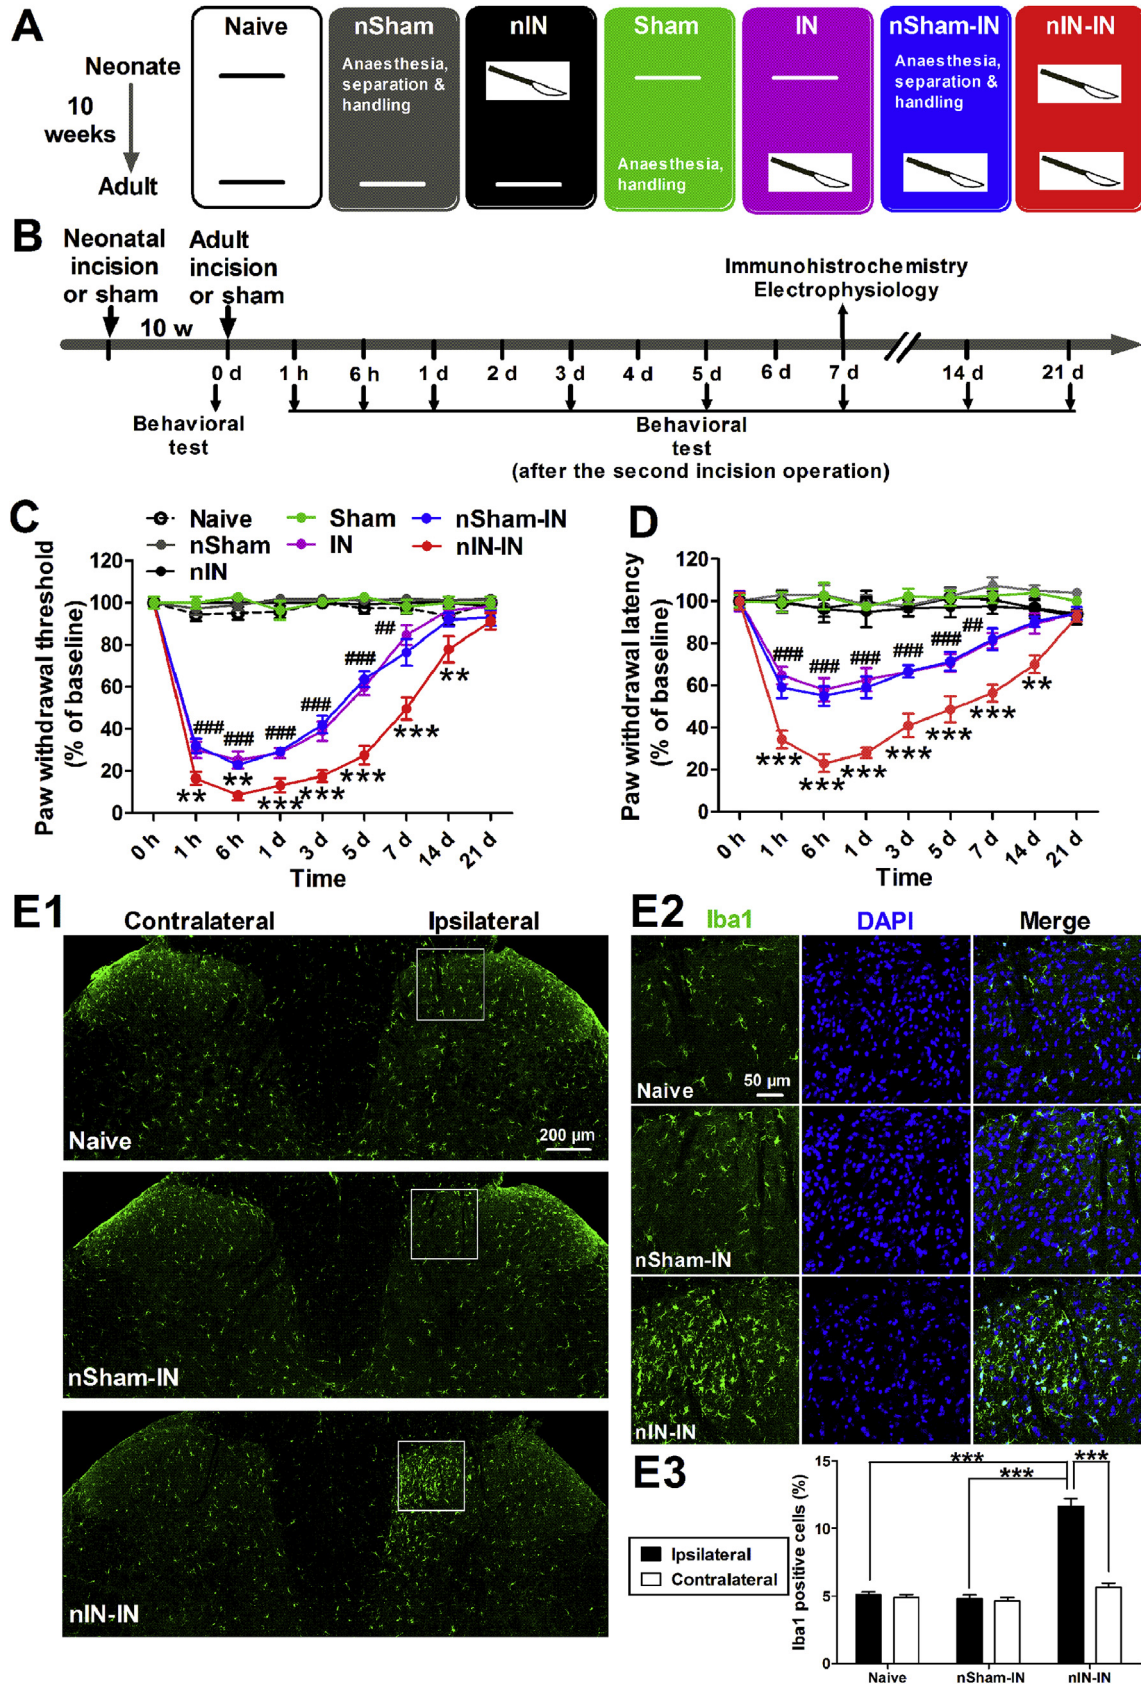 A
Naive
nSham
nIN
Sham
IN
nSham-IN
nIN-IN
Neonate
10
weeks
Adult
Anaesthesia,
separation &
handling
Anaesthesia,
handling
Anaesthesia,
separation &
handling
B
Neonatal
incision
or sham
Adult
incision
or sham
10 w
Immunohistrochemistry
Electrophysiology
0 d
1 h
6 h
1 d
2 d
3 d
4 d
5 d
6 d
7 d
14 d
21 d
Behavioral
test
Behavioral
test
(after the second incision operation)
C
Naive
nSham
nIN
Sham
IN
nSham-IN
nIN-IN
Paw withdrawal threshold
(% of baseline)
120
100
80
60
40
20
0
###
###
###
###
###
##
**
**
***
***
***
***
**
0 h
1 h
6 h
1 d
3 d
5 d
7 d
14 d
21 d
Time
D
Paw withdrawal latency
(% of baseline)
120
100
80
60
40
20
0
###
###
###
###
###
##
***
***
***
***
***
***
**
0 h
1 h
6 h
1 d
3 d
5 d
7 d
14 d
21 d
Time
E1
Contralateral
Ipsilateral
Naive
200 µm
nSham-IN
nIN-IN
E2
Iba1
DAPI
Merge
Naive
50 µm
nSham-IN
nIN-IN
E3
Ipsilateral
Contralateral
Iba1 positive cells (%)
15
10
5
0
***
***
***
Naive
nSham-IN
nIN-IN